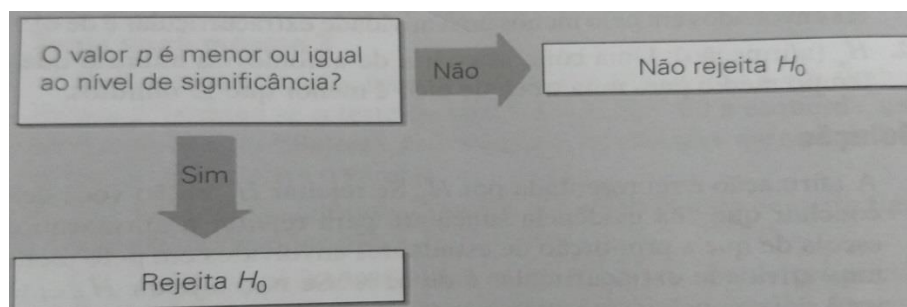 O valor p é menor ou igual
ao nível de significância?
Não
Não rejeita H₀
Sim
Rejeita H₀